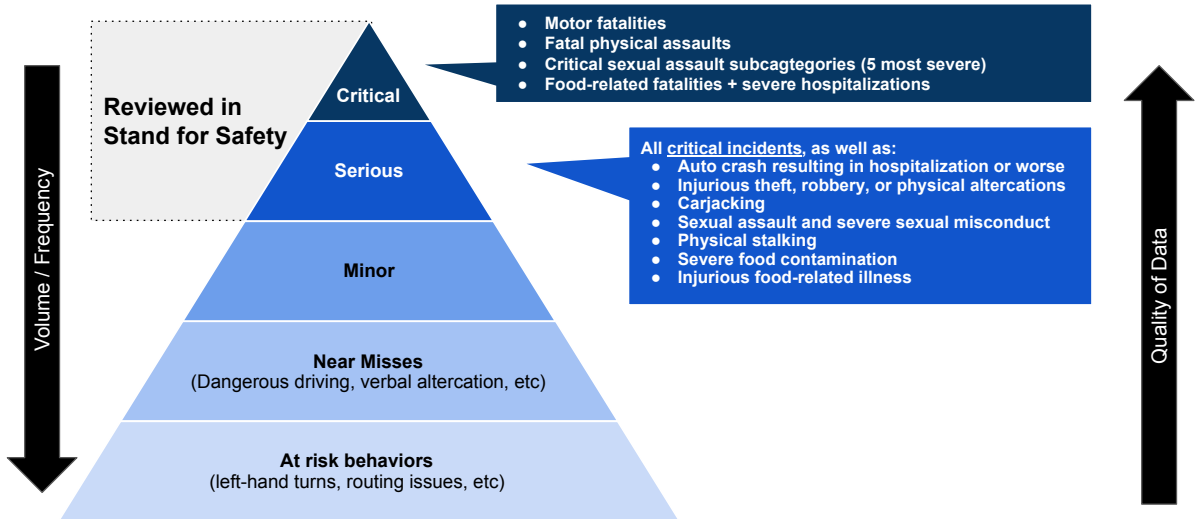 ● Motor fatalities
● Fatal physical assaults
● Critical sexual assault subcagtegories (5 most severe)
● Food-related fatalities + severe hospitalizations
Critical
Reviewed in
Stand for Safety
Serious
All critical incidents, as well as:
● Auto crash resulting in hospitalization or worse
● Injurious theft, robbery, or physical altercations
● Carjacking
● Sexual assault and severe sexual misconduct
● Physical stalking
● Severe food contamination
● Injurious food-related illness
Minor
Near Misses
(Dangerous driving, verbal altercation, etc)
At risk behaviors
(left-hand turns, routing issues, etc)
Volume / Frequency
Quality of Data